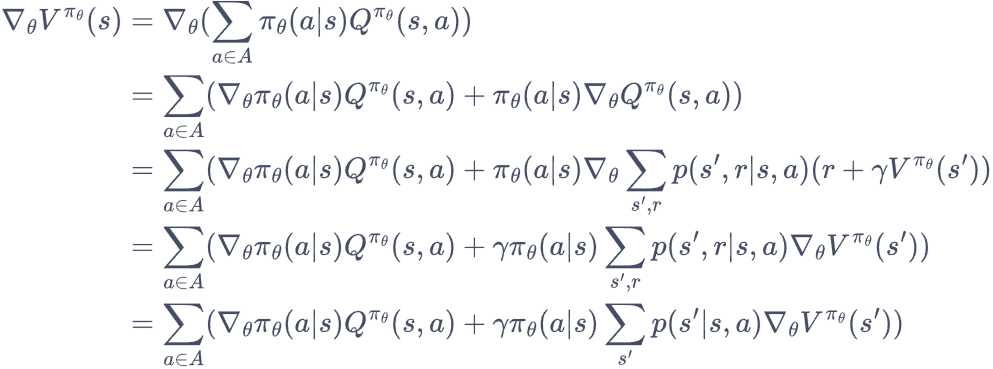 ∇_θ V^{π_θ}(s) = ∇_θ(∑_{a∈A} π_θ(a|s)Q^{π_θ}(s, a))
= ∑_{a∈A} (∇_θ π_θ(a|s)Q^{π_θ}(s, a) + π_θ(a|s)∇_θ Q^{π_θ}(s, a))
= ∑_{a∈A} (∇_θ π_θ(a|s)Q^{π_θ}(s, a) + π_θ(a|s)∇_θ ∑_{s′,r} p(s′, r|s, a)(r + γV^{π_θ}(s′))
= ∑_{a∈A} (∇_θ π_θ(a|s)Q^{π_θ}(s, a) + γπ_θ(a|s) ∑_{s′,r} p(s′, r|s, a)∇_θ V^{π_θ}(s′))
= ∑_{a∈A} (∇_θ π_θ(a|s)Q^{π_θ}(s, a) + γπ_θ(a|s) ∑_{s′} p(s′|s, a)∇_θ V^{π_θ}(s′))